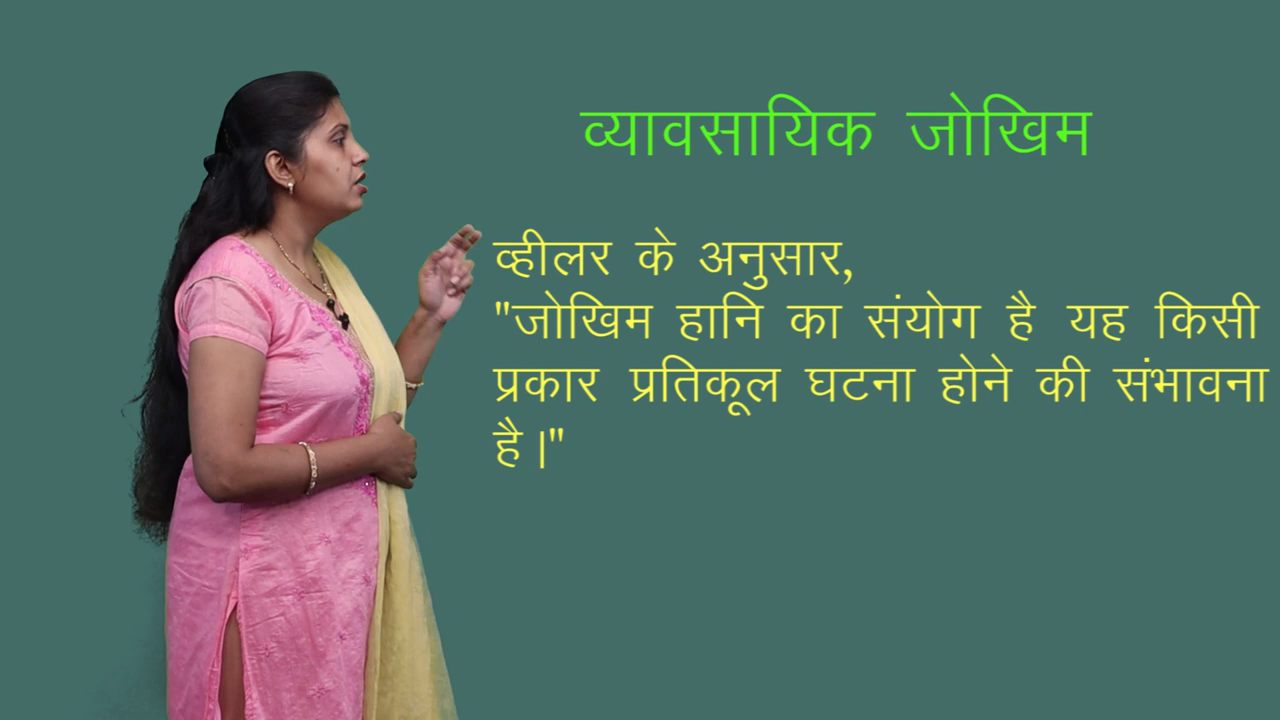 व्यावसायिक जोखिम
व्हीलर के अनुसार,
"जोखिम हानि का संयोग है यह किसी
प्रकार प्रतिकूल घटना होने की संभावना
है।"